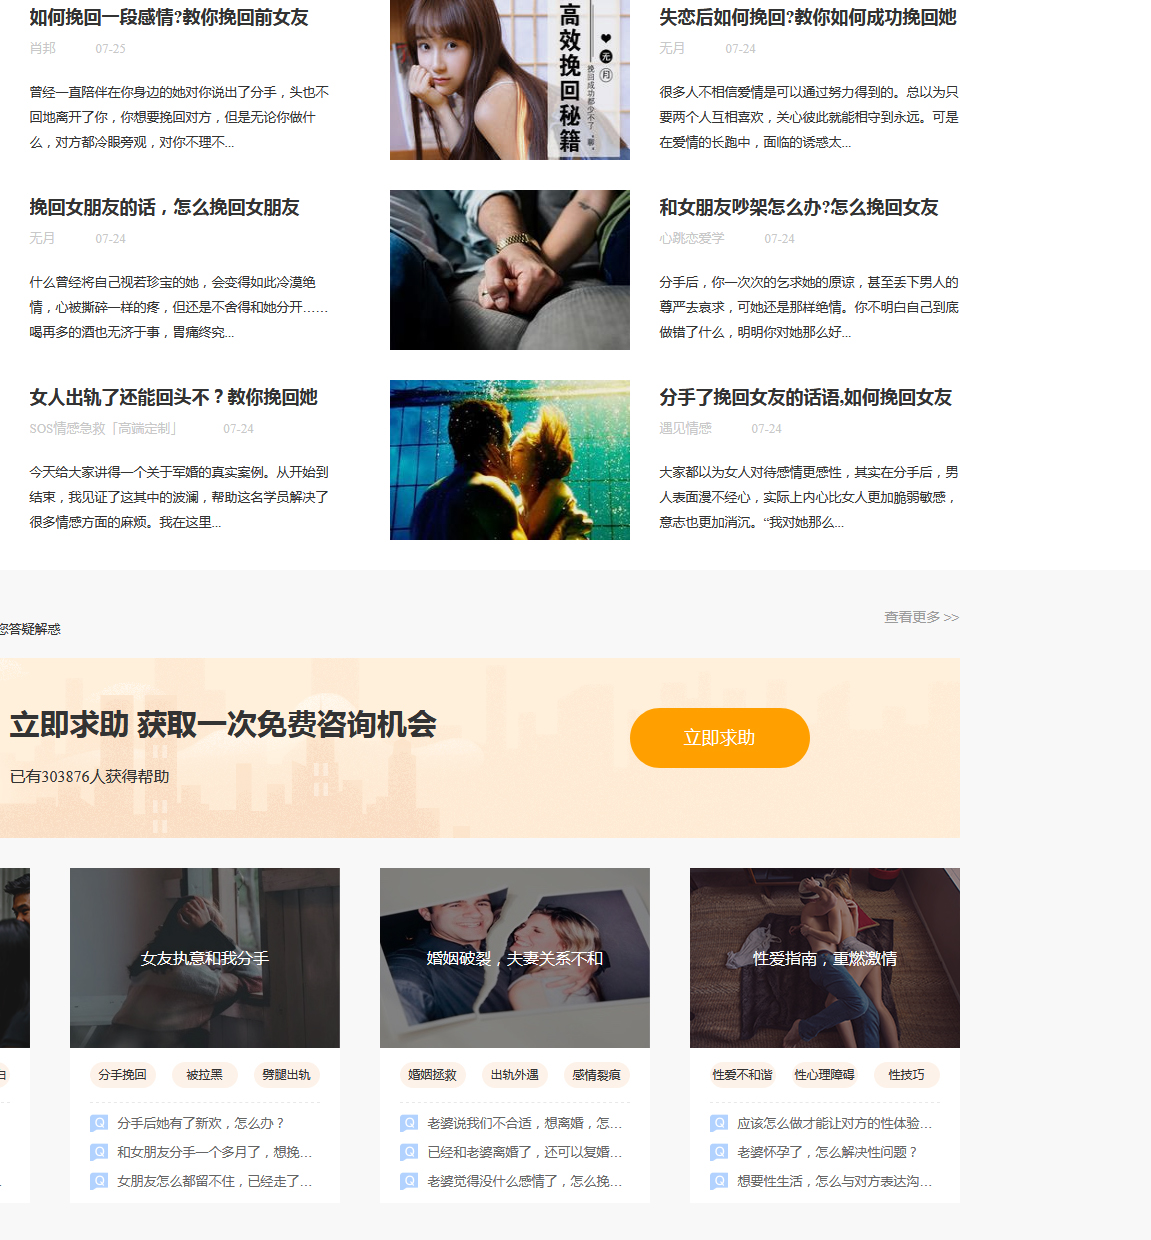 如何挽回一段感情?教你挽回前女友
肖邦 07-25
曾经一直陪伴在你身边的她对你说出了分手，头也不
回地离开了你，你想要挽回对方，但是无论你做什
么，对方都冷眼旁观，对你不理不...
高效挽回秘籍
无月
挽回成功都少不了“聊”
失恋后如何挽回?教你如何成功挽回她
无月 07-24
很多人不相信爱情是可以通过努力得到的。总以为只
要两个人互相喜欢，关心彼此就能相守到永远。可是
在爱情的长跑中，面临的诱惑太...
挽回女朋友的话，怎么挽回女朋友
无月 07-24
什么曾经将自己视若珍宝的她，会变得如此冷漠绝
情，心被撕碎一样的疼，但还是不舍得和她分开……
喝再多的酒也无济于事，胃痛终究...
和女朋友吵架怎么办?怎么挽回女友
心跳恋爱学 07-24
分手后，你一次次的乞求她的原谅，甚至丢下男人的
尊严去哀求，可她还是那样绝情。你不明白自己到底
做错了什么，明明你对她那么好...
女人出轨了还能回头不？教你挽回她
SOS情感急救「高端定制」 07-24
今天给大家讲得一个关于军婚的真实案例。从开始到
结束，我见证了这其中的波澜，帮助这名学员解决了
很多情感方面的麻烦。我在这里...
分手了挽回女友的话语,如何挽回女友
遇见情感 07-24
大家都以为女人对待感情更感性，其实在分手后，男
人表面漫不经心，实际上内心比女人更加脆弱敏感，
意志也更加消沉。“我对她那么...
您答疑解惑
查看更多 >>
立即求助 获取一次免费咨询机会
已有303876人获得帮助
立即求助
女友执意和我分手
分手挽回 被拉黑 劈腿出轨
Q 分手后她有了新欢，怎么办？
Q 和女朋友分手一个多月了，想挽...
Q 女朋友怎么都留不住，已经走了...
婚姻破裂，夫妻关系不和
婚姻拯救 出轨外遇 感情裂痕
Q 老婆说我们不合适，想离婚，怎...
Q 已经和老婆离婚了，还可以复婚...
Q 老婆觉得没什么感情了，怎么挽...
性爱指南，重燃激情
性爱不和谐 性心理障碍 性技巧
Q 应该怎么做才能让对方的性体验...
Q 老婆怀孕了，怎么解决性问题？
Q 想要性生活，怎么与对方表达沟...